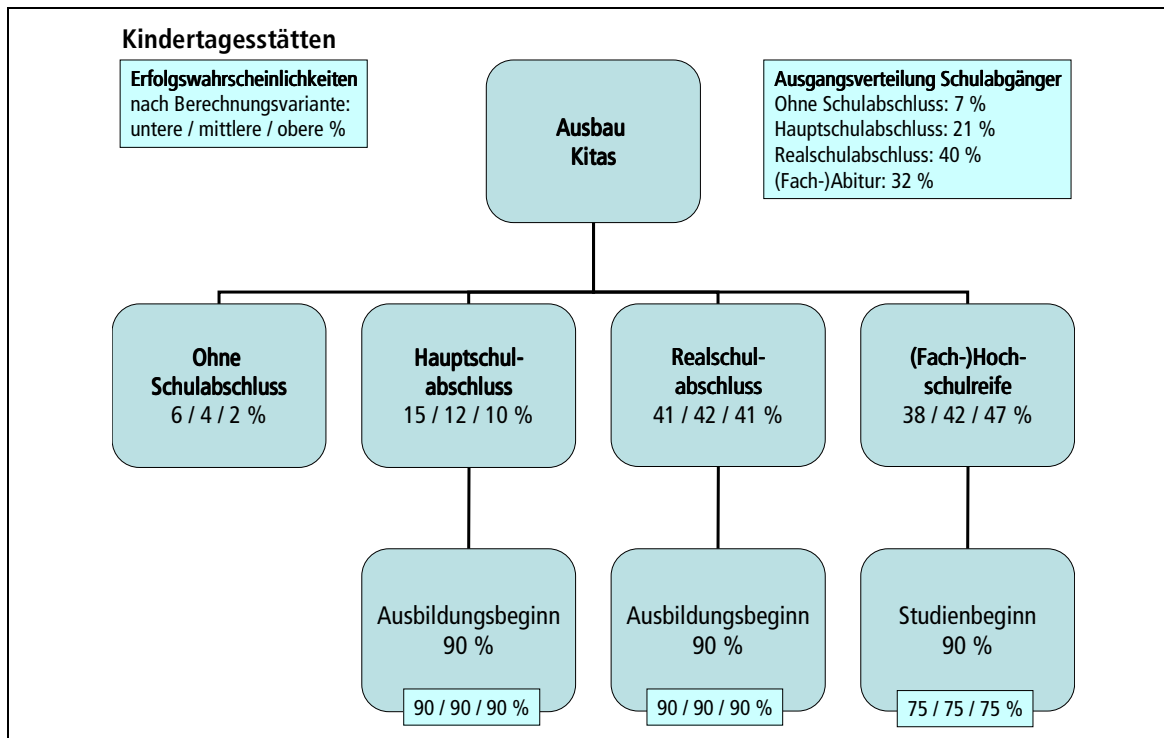 Kindertagesstätten
Erfolgswahrscheinlichkeiten
nach Berechnungsvariante:
untere / mittlere / obere %
Ausbau
Kitas
Ausgangsverteilung Schulabgänger
Ohne Schulabschluss: 7 %
Hauptschulabschluss: 21 %
Realschulabschluss: 40 %
(Fach-)Abitur: 32 %
Ohne
Schulabschluss
6 / 4 / 2 %
Hauptschul-
abschluss
15 / 12 / 10 %
Realschul-
abschluss
41 / 42 / 41 %
(Fach-)Hoch-
schulreife
38 / 42 / 47 %
Ausbildungsbeginn
90 %
90 / 90 / 90 %
Ausbildungsbeginn
90 %
90 / 90 / 90 %
Studienbeginn
90 %
75 / 75 / 75 %